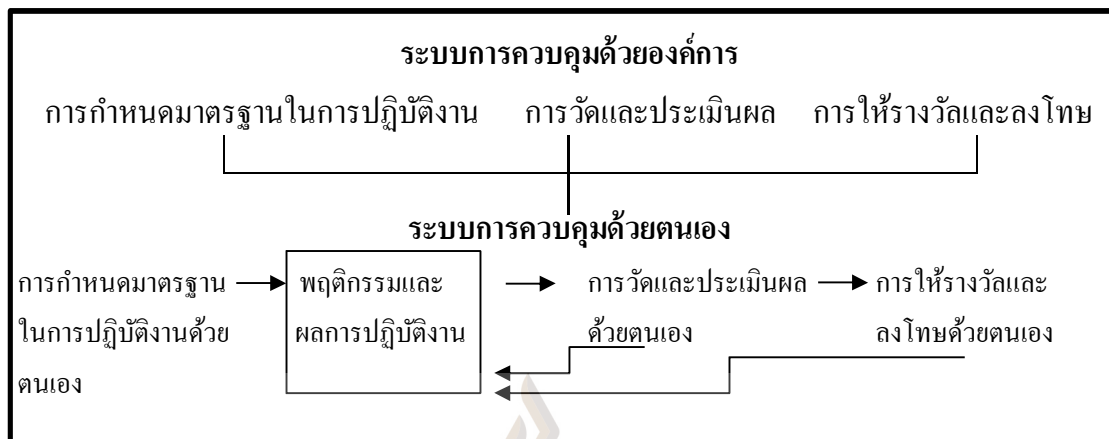 ระบบการควบคุมด้วยองค์การ
การกำหนดมาตรฐานในการปฏิบัติงาน การวัดและประเมินผล การให้รางวัลและลงโทษ
ระบบการควบคุมด้วยตนเอง
การกำหนดมาตรฐาน พฤติกรรมและ การวัดและประเมินผล การให้รางวัลและ
ในการปฏิบัติงานด้วย ผลการปฏิบัติงาน ด้วยตนเอง ลงโทษด้วยตนเอง
ตนเอง